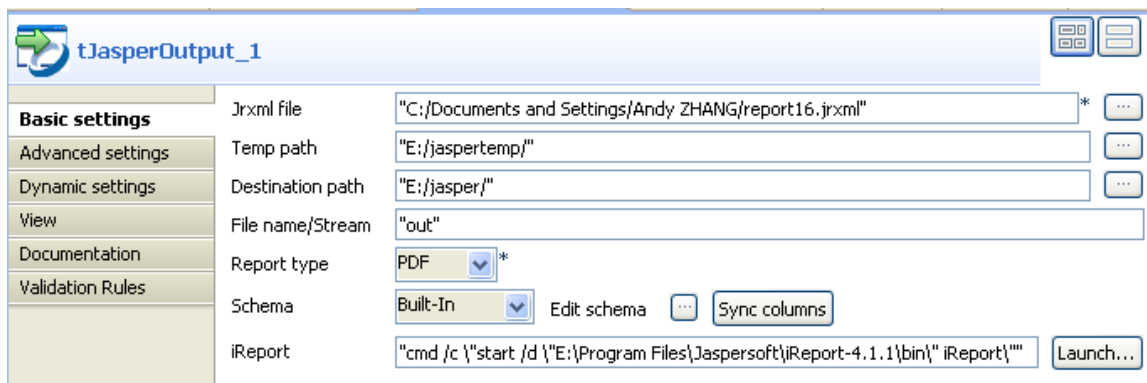 tJasperOutput_1
Basic settings
Advanced settings
Dynamic settings
View
Documentation
Validation Rules
Jrxml file "C:/Documents and Settings/Andy ZHANG/report16.jrxml" * ...
Temp path "E:/jaspertemp/" ...
Destination path "E:/jasper/" ...
File name/Stream "out"
Report type PDF *
Schema Built-In Edit schema ... Sync columns
iReport "cmd /c \"start /d \"E:\Program Files\Jaspersoft\iReport-4.1.1\bin\" iReport\"" Launch...